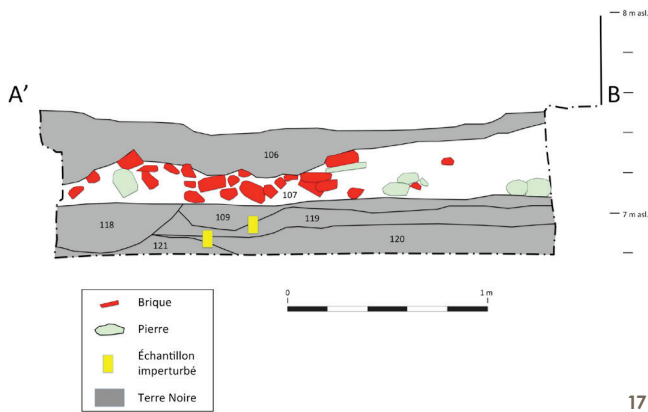 8 m asl.
A'
B
106
107
7 m asl.
109
119
118
120
121
0
1 m
Brique
Pierre
Échantillon
imperturbé
Terre Noire
17